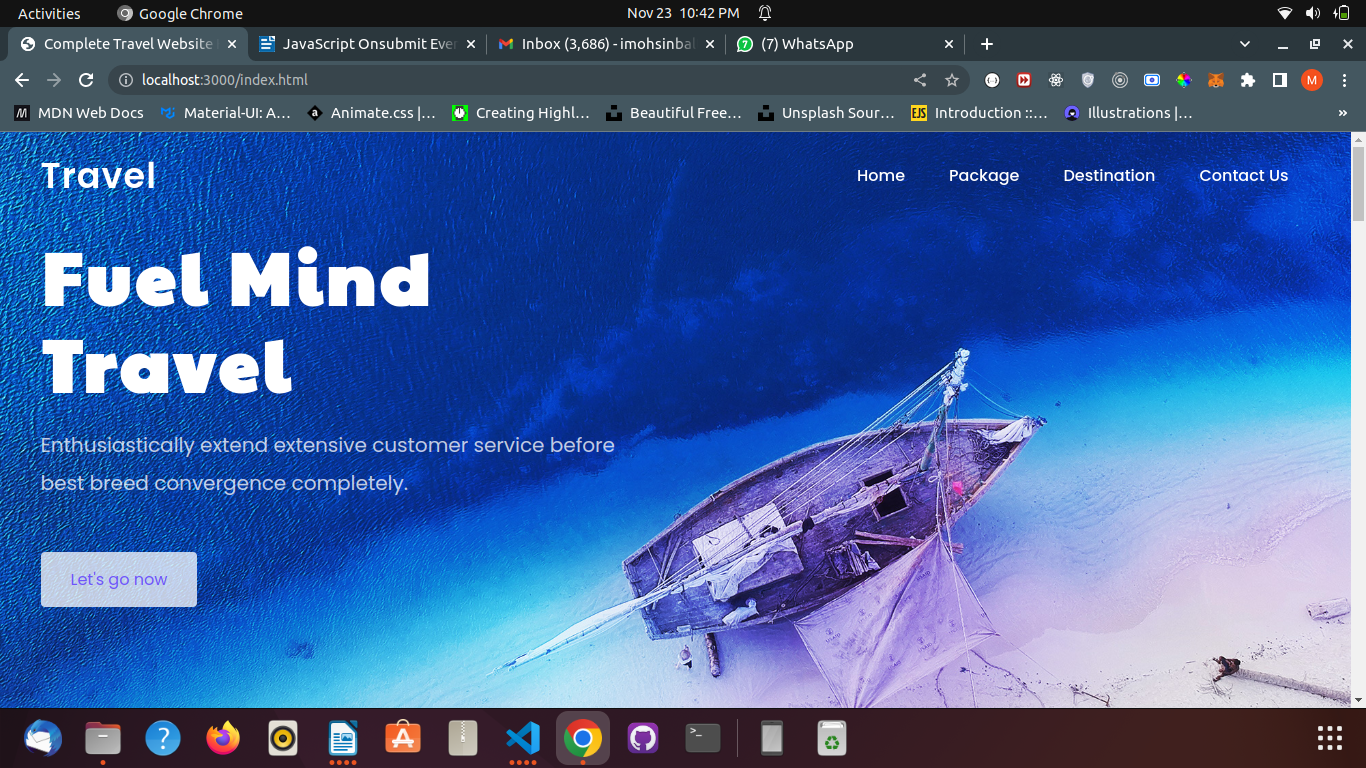 Activities
Google Chrome
Nov 23 10:42 PM
Complete Travel Website
JavaScript Onsubmit Ever
Inbox (3,686) - imohsinbal
(7) WhatsApp
localhost:3000/index.html
M
MDN Web Docs
Material-UI: A…
Animate.css |…
Creating Highl…
Beautiful Free…
Unsplash Sour…
Introduction ::…
Illustrations |…
»
Travel
Home
Package
Destination
Contact Us
Fuel Mind
Travel
Enthusiastically extend extensive customer service before
best breed convergence completely.
Let's go now